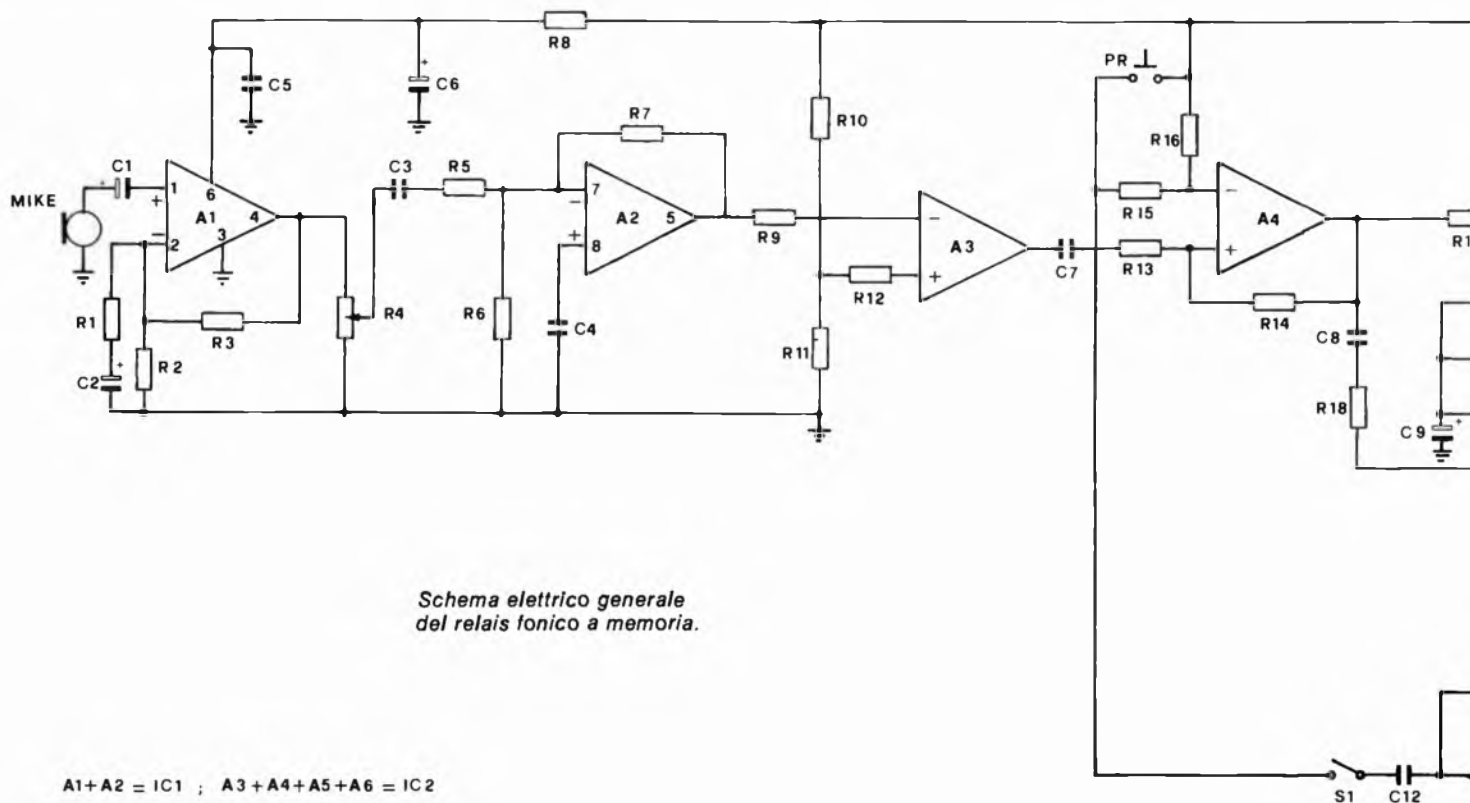 R8
PR
C5
C6
R7
R10
R16
C1
C3
R5
MIKE
1
+
6
A1
4
−
2
3
7
−
A2
5
+
8
R9
−
A3
+
R12
C7
R15
R13
−
A4
+
R1
R1
R3
R4
R6
C4
R14
C2
+
R2
R11
C8
R18
C9
+
Schema elettrico generale
del relais fonico a memoria.
A1+A2 = IC1 ; A3+A4+A5+A6 = IC2
S1
C12